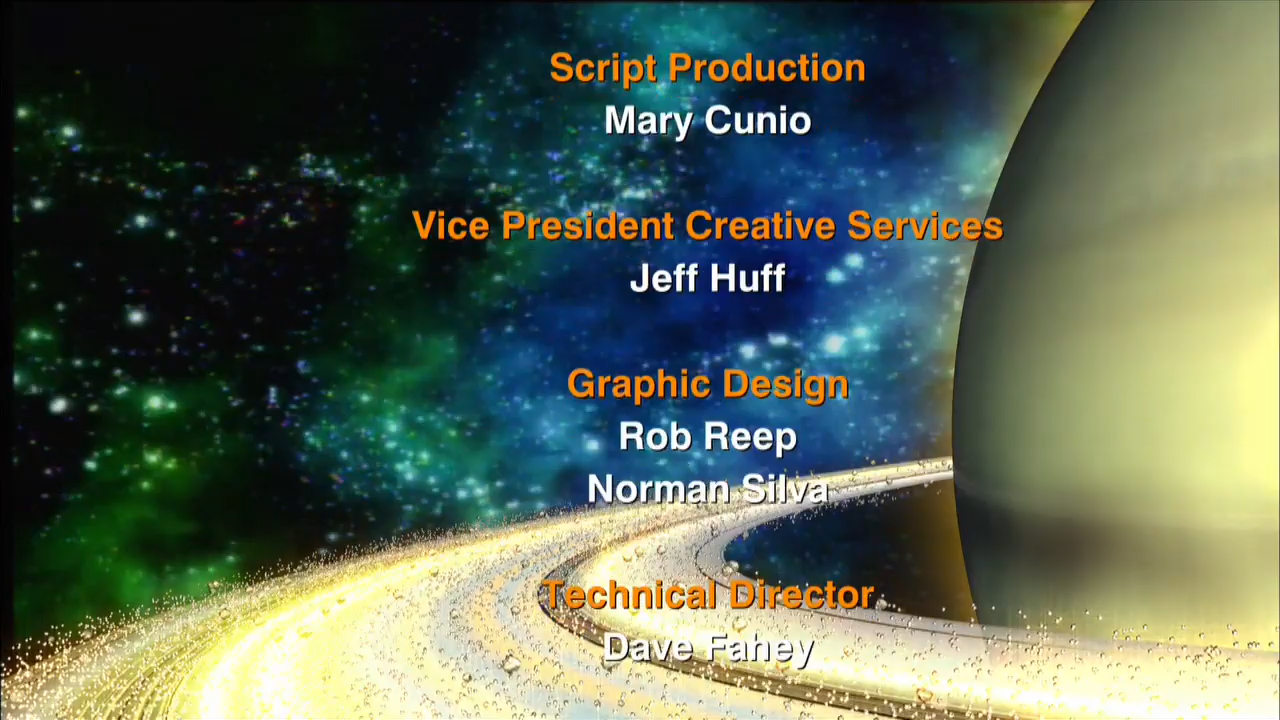 Script Production
Mary Cunio
Vice President Creative Services
Jeff Huff
Graphic Design
Rob Reep
Norman Silva
Technical Director
Dave Fahey